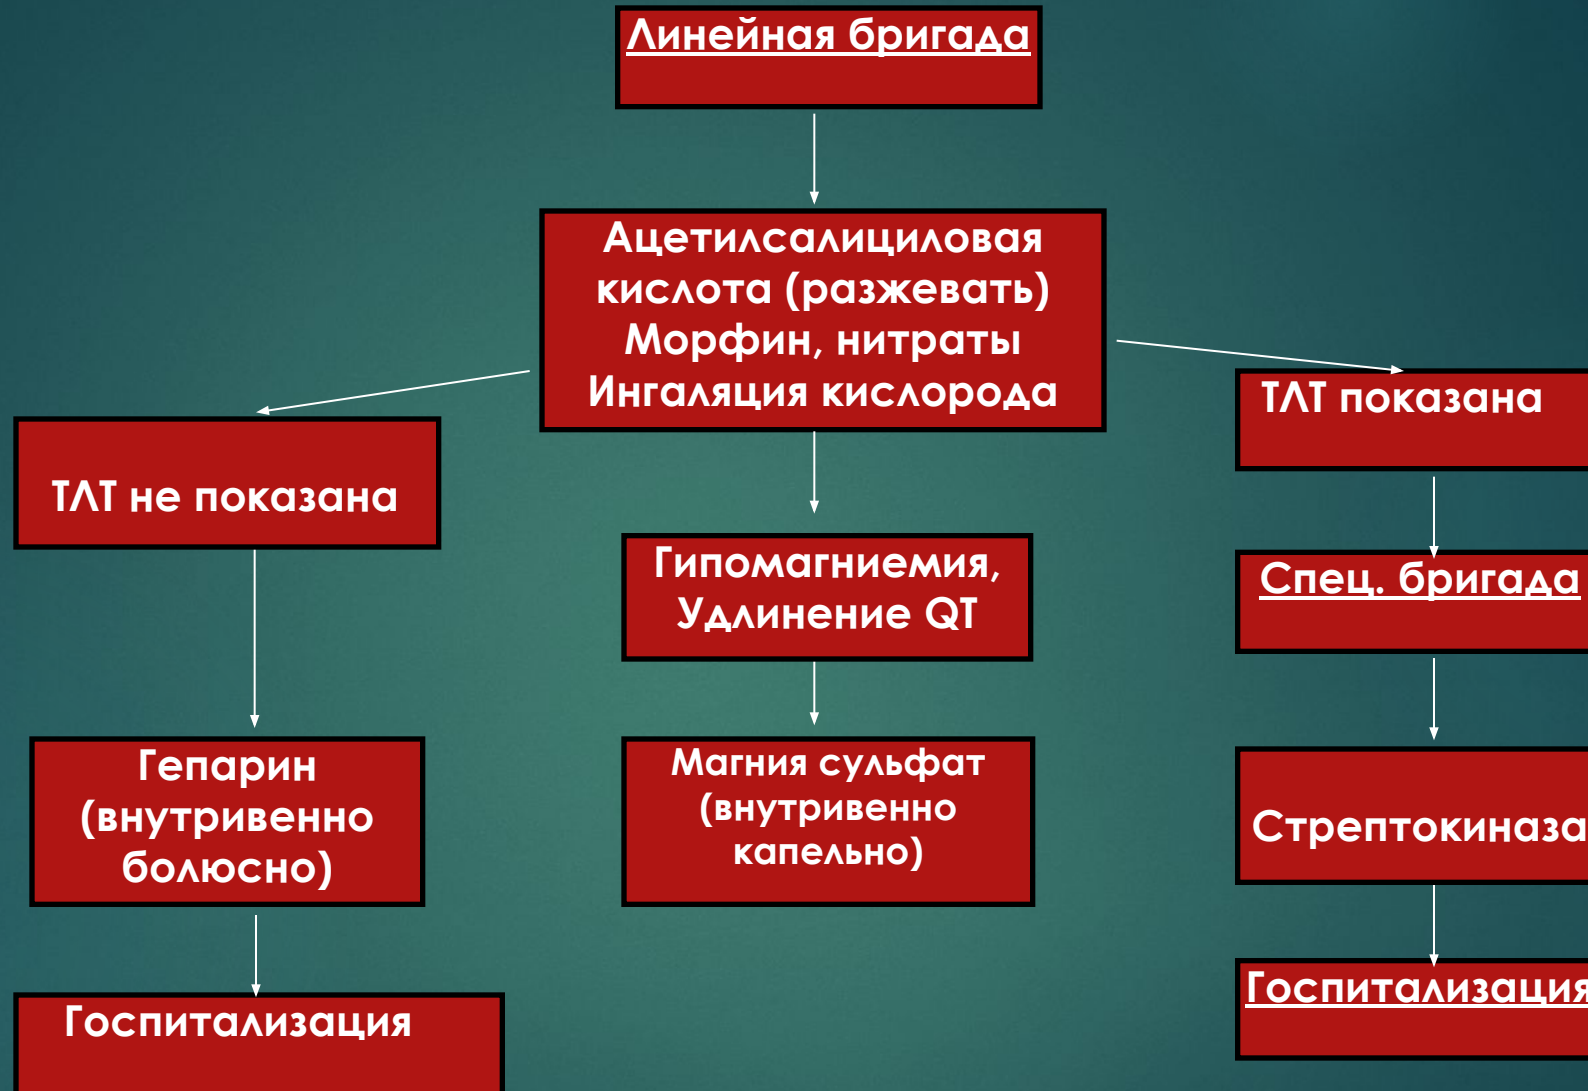 Линейная бригада
Ацетилсалициловая
кислота (разжевать)
Морфин, нитраты
Ингаляция кислорода
ТЛТ показана
ТЛТ не показана
Гипомагниемия,
Удлинение QT
Спец. бригада
Гепарин
(внутривенно
болюсно)
Магния сульфат
(внутривенно
капельно)
Стрептокиназа
Госпитализация
Госпитализация